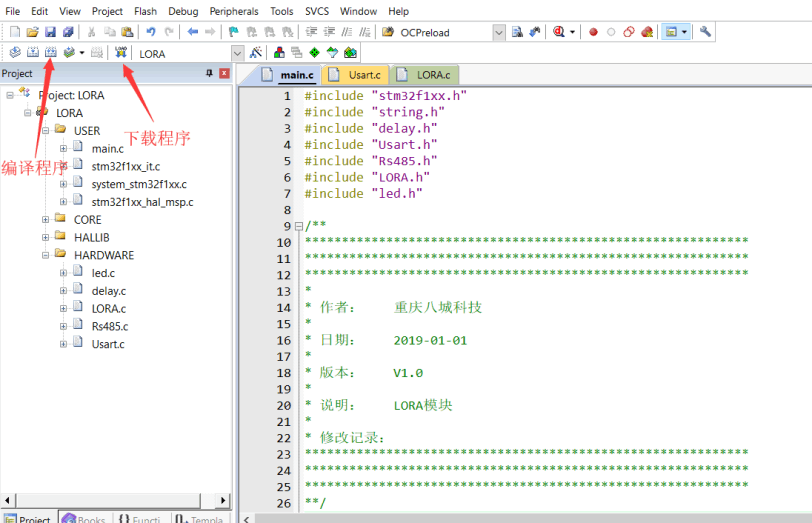 File Edit View Project Flash Debug Peripherals Tools SVCS Window Help
OCPreload
LOAD LORA
Project
main.c Usart.c LORA.c
Project: LORA
LORA
USER
main.c
stm32f1xx_it.c
system_stm32f1xx.c
stm32f1xx_hal_msp.c
CORE
HALLIB
HARDWARE
led.c
delay.c
LORA.c
Rs485.c
Usart.c
下载程序
编译程序
1 #include "stm32f1xx.h"
2 #include "string.h"
3 #include "delay.h"
4 #include "Usart.h"
5 #include "Rs485.h"
6 #include "LORA.h"
7 #include "led.h"
8
9 /**
10 ************************************************************
11 ************************************************************
12 ************************************************************
13 *
14 * 作者: 重庆八城科技
15 *
16 * 日期: 2019-01-01
17 *
18 * 版本: V1.0
19 *
20 * 说明: LORA模块
21 *
22 * 修改记录:
23 ************************************************************
24 ************************************************************
25 ************************************************************
26 **/
Project Books {} Functi